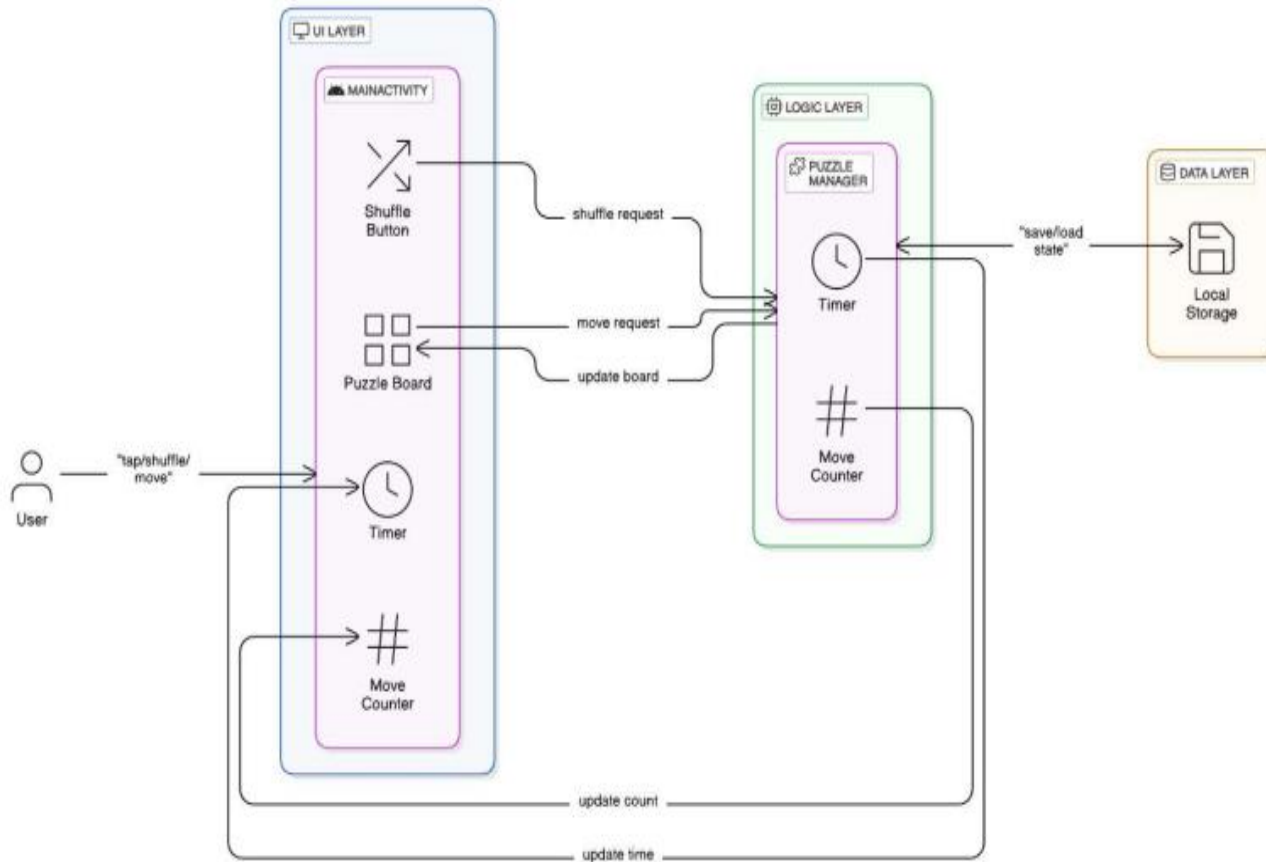 UI LAYER
MAINACTIVITY
Shuffle
Button
Puzzle Board
Timer
Move
Counter
User
"tap/shuffle/
move"
shuffle request
move request
update board
LOGIC LAYER
PUZZLE
MANAGER
Timer
Move
Counter
"save/load
state"
DATA LAYER
Local
Storage
update count
update time